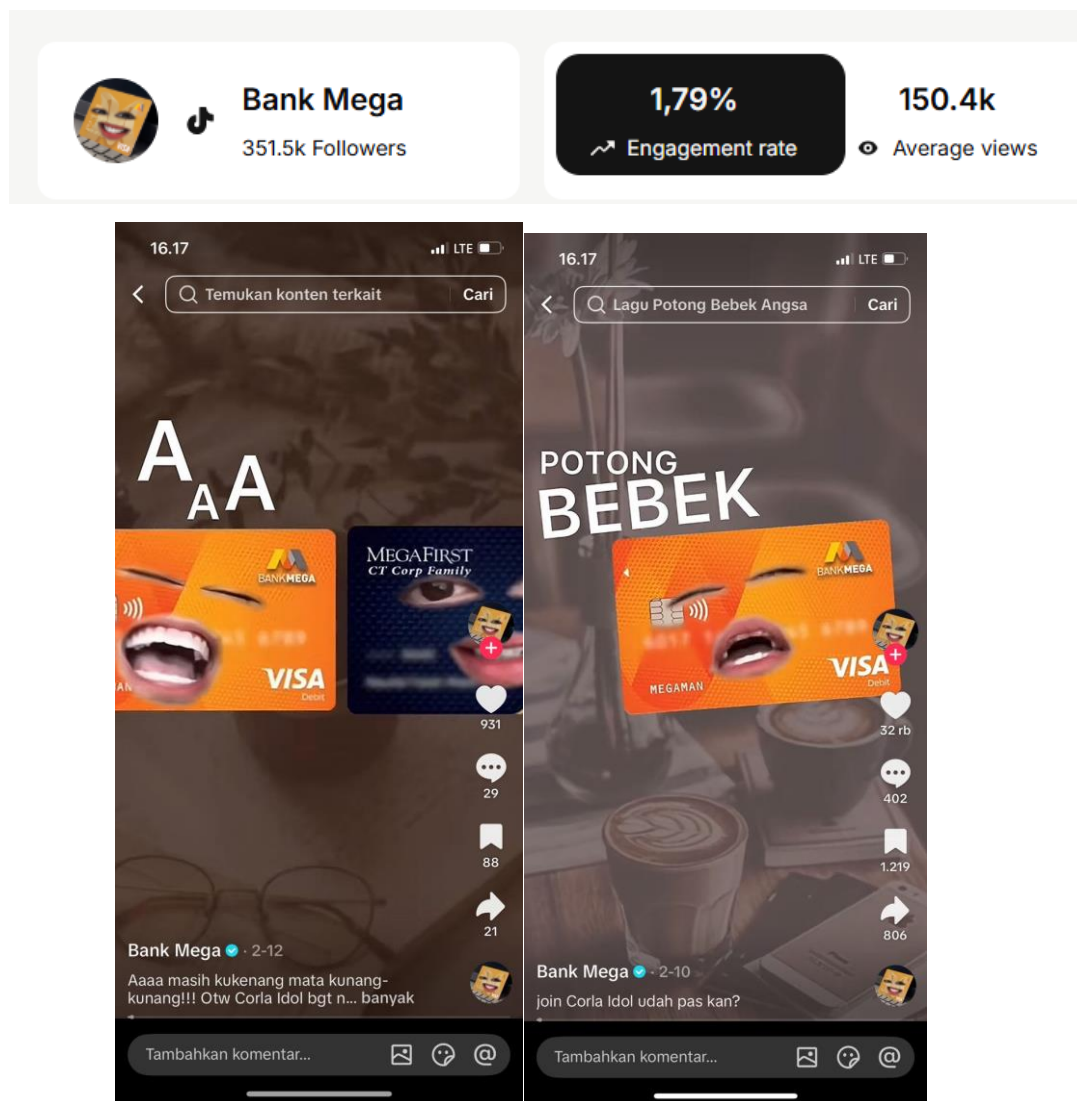 Bank Mega
351.5k Followers
1,79%
Engagement rate
150.4k
Average views
16.17
LTE
Temukan konten terkait
Cari
A
A
A
BANKMEGA
6789
VISA
Debit
MEGAFIRST
CT Corp Family
931
29
88
21
Bank Mega · 2-12
Aaaa masih kukenang mata kunang-
kunang!!! Otw Corla Idol bgt n... banyak
Tambahkan komentar...
16.17
LTE
Lagu Potong Bebek Angsa
Cari
POTONG
BEBEK
BANKMEGA
6789
VISA
Debit
MEGAMAN
32 rb
402
1.219
806
Bank Mega · 2-10
join Corla Idol udah pas kan?
Tambahkan komentar...